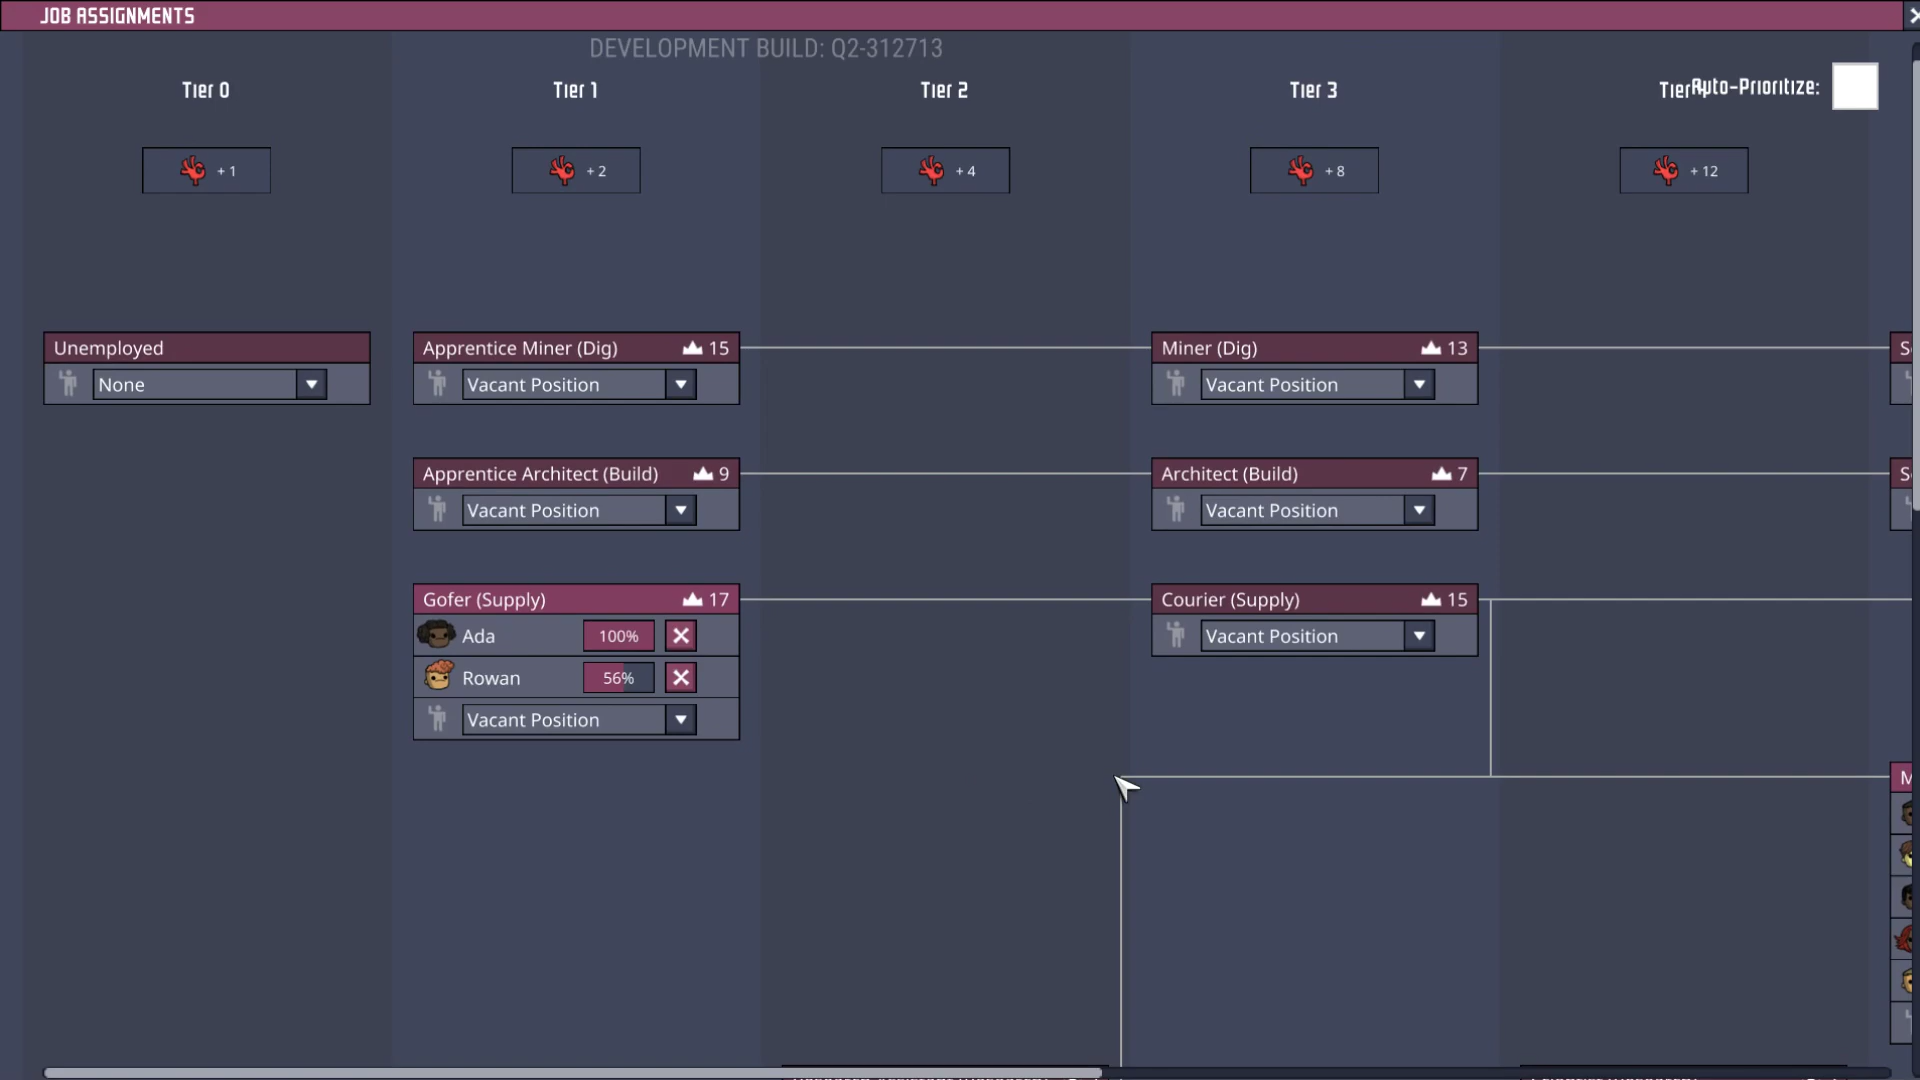 JOB ASSIGNMENTS
DEVELOPMENT BUILD: Q2-312713
Tier 0
Tier 1
Tier 2
Tier 3
Tier
Auto-Prioritize:
+ 1
+ 2
+ 4
+ 8
+ 12
Unemployed
None
Apprentice Miner (Dig) 15
Vacant Position
Miner (Dig) 13
Vacant Position
Apprentice Architect (Build) 9
Vacant Position
Architect (Build) 7
Vacant Position
Gofer (Supply) 17
Ada 100%
Rowan 56%
Vacant Position
Courier (Supply) 15
Vacant Position